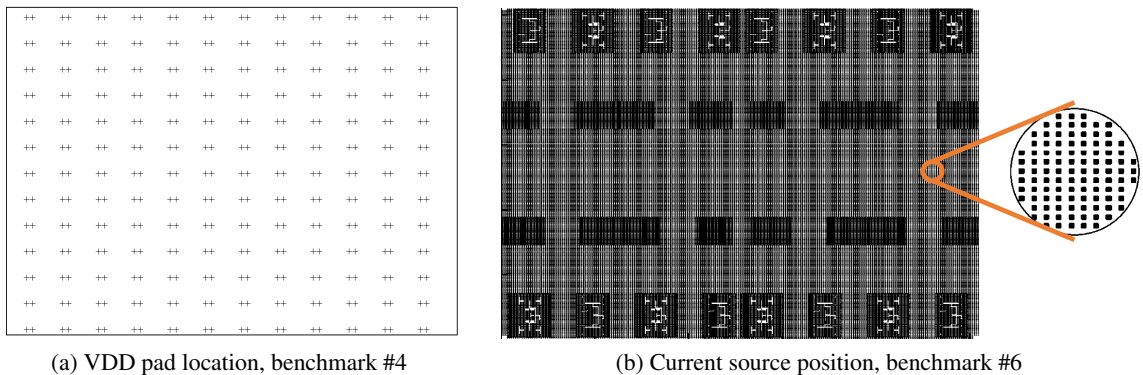 (a) VDD pad location, benchmark #4
(b) Current source position, benchmark #6